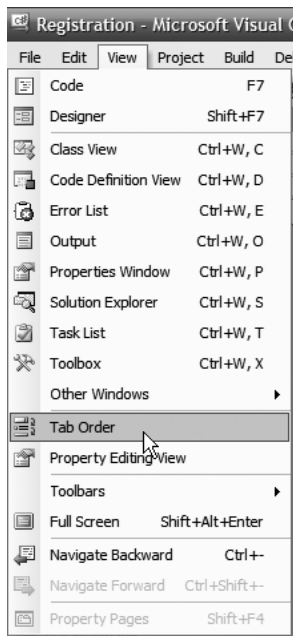 Registration - Microsoft Visual
File Edit View Project Build De
Code F7
Designer Shift+F7
Class View Ctrl+W, C
Code Definition View Ctrl+W, D
Error List Ctrl+W, E
Output Ctrl+W, O
Properties Window Ctrl+W, P
Solution Explorer Ctrl+W, S
Task List Ctrl+W, T
Toolbox Ctrl+W, X
Other Windows
Tab Order
Property Editing View
Toolbars
Full Screen Shift+Alt+Enter
Navigate Backward Ctrl+-
Navigate Forward Ctrl+Shift+-
Property Pages Shift+F4